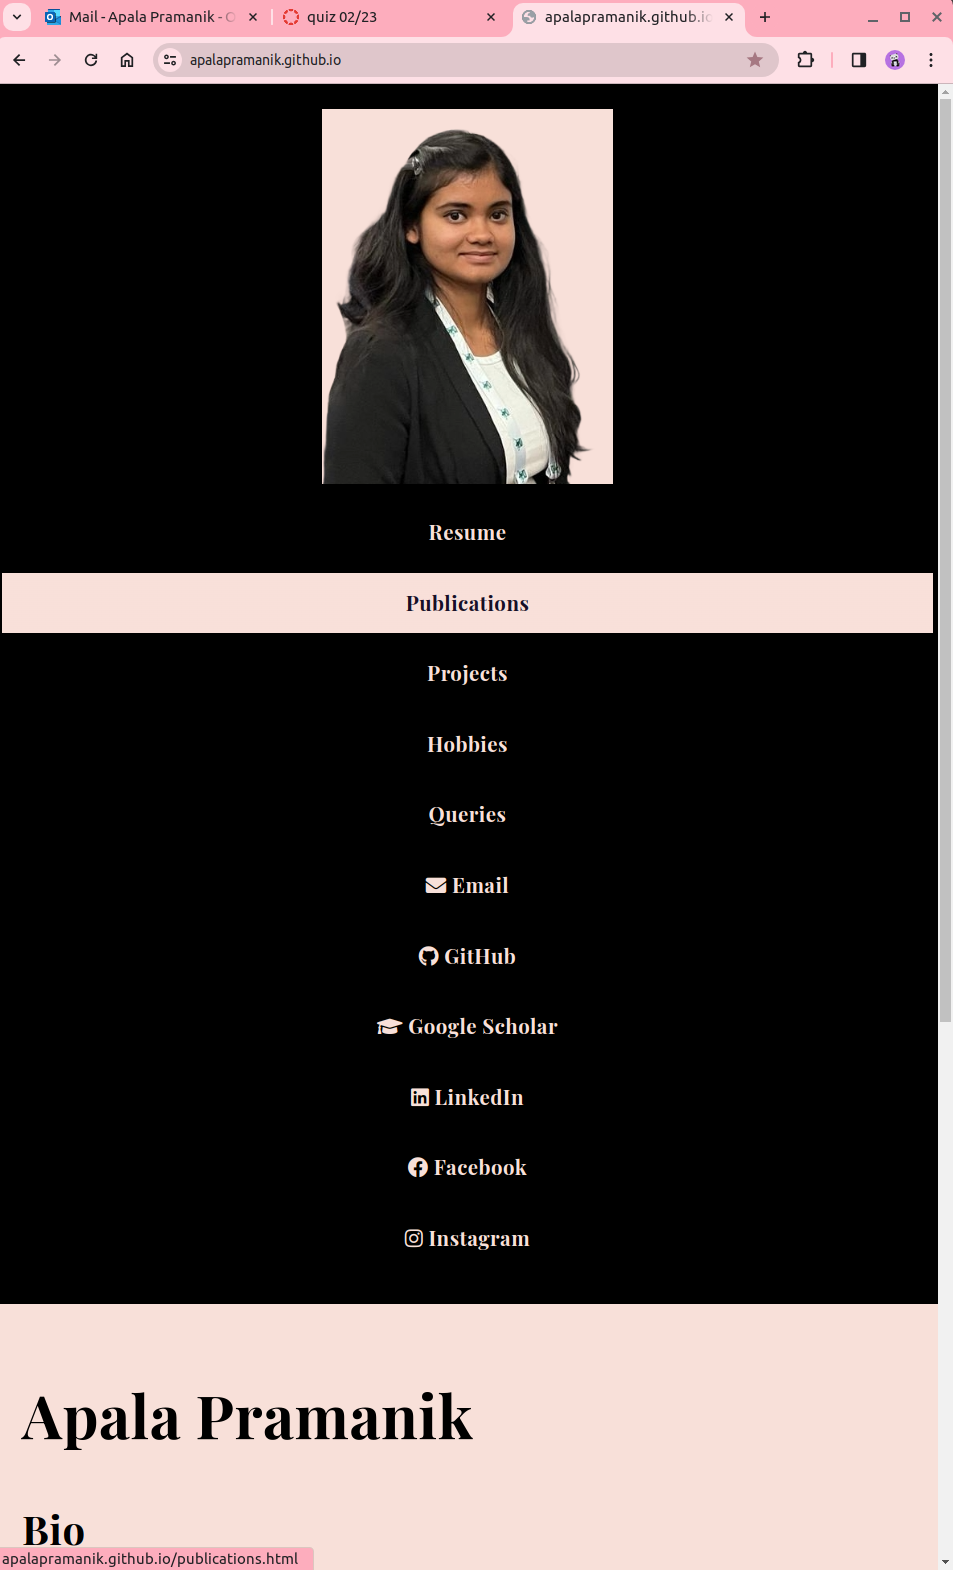 Mail - Apala Pramanik - O
quiz 02/23
apalapramanik.github.io
apalapramanik.github.io
Resume
Publications
Projects
Hobbies
Queries
Email
GitHub
Google Scholar
LinkedIn
Facebook
Instagram
Apala Pramanik
Bio
apalapramanik.github.io/publications.html